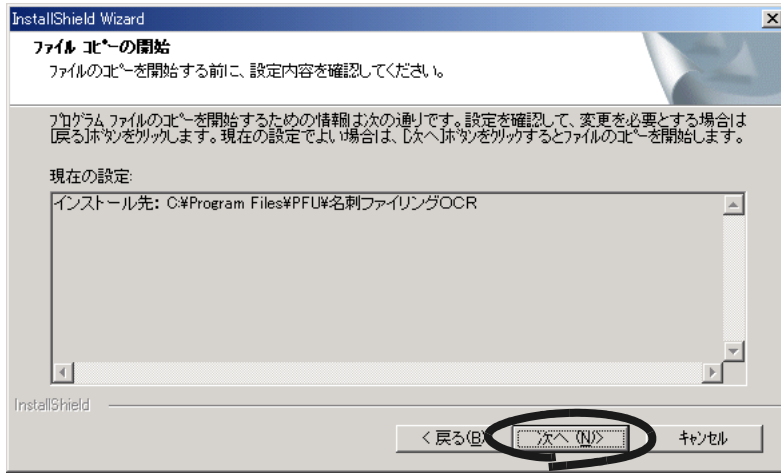 InstallShield Wizard
ファイル コピーの開始
ファイルのコピーを開始する前に、設定内容を確認してください。
プログラム ファイルのコピーを開始するための情報は次の通りです。設定を確認して、変更を必要とする場合は
[戻る]ボタンをクリックします。現在の設定でよい場合は、[次へ]ボタンをクリックするとファイルのコピーを開始します。
現在の設定:
インストール先: C:¥Program Files¥PFU¥名刺ファイリングOCR
InstallShield
< 戻る(B) 次へ (N)> キャンセル